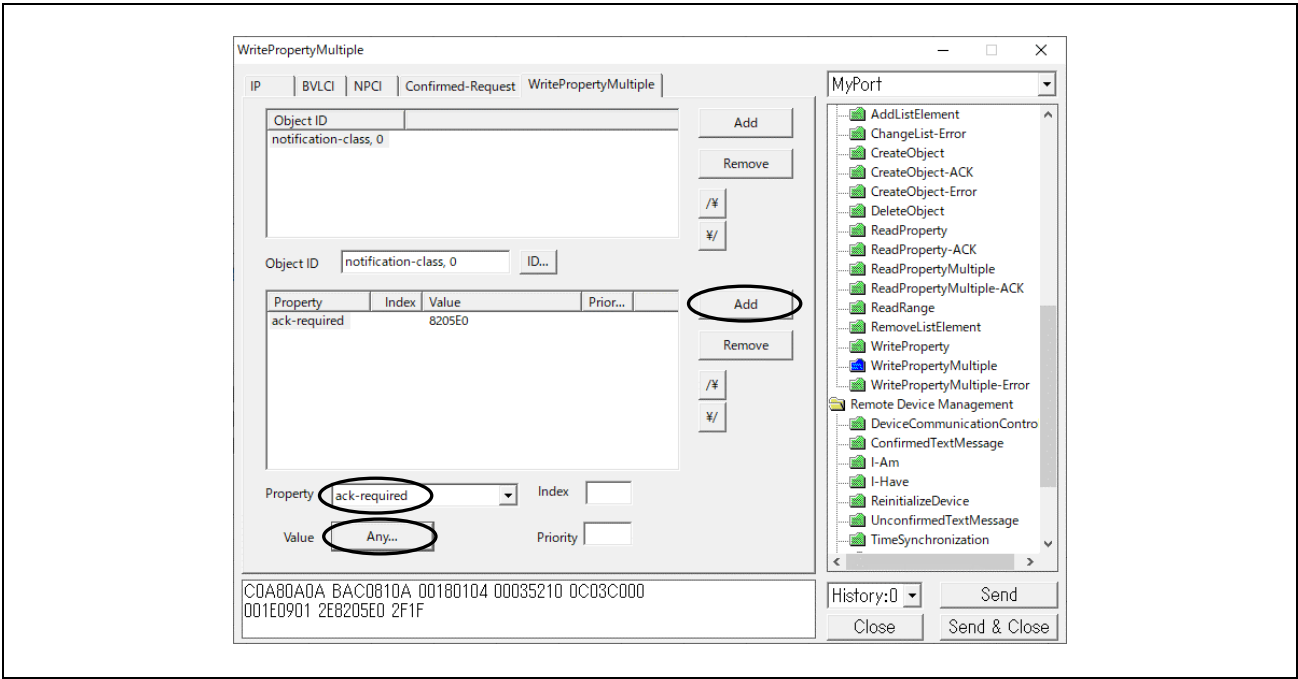 WritePropertyMultiple
IP BVLCI NPCI Confirmed-Request WritePropertyMultiple
Object ID
notification-class, 0
Add
Remove
/¥
¥/
Object ID notification-class, 0 ID...
Property Index Value Prior...
ack-required 8205E0
Add
Remove
/¥
¥/
Property ack-required Index
Value Any... Priority
C0A80A0A BAC0810A 00180104 00035210 0C03C000
001E0901 2E8205E0 2F1F
MyPort
AddListElement
ChangeList-Error
CreateObject
CreateObject-ACK
CreateObject-Error
DeleteObject
ReadProperty
ReadProperty-ACK
ReadPropertyMultiple
ReadPropertyMultiple-ACK
ReadRange
RemoveListElement
WriteProperty
WritePropertyMultiple
WritePropertyMultiple-Error
Remote Device Management
DeviceCommunicationContro
ConfirmedTextMessage
I-Am
I-Have
ReinitializeDevice
UnconfirmedTextMessage
TimeSynchronization
History:0 Send
Close Send & Close